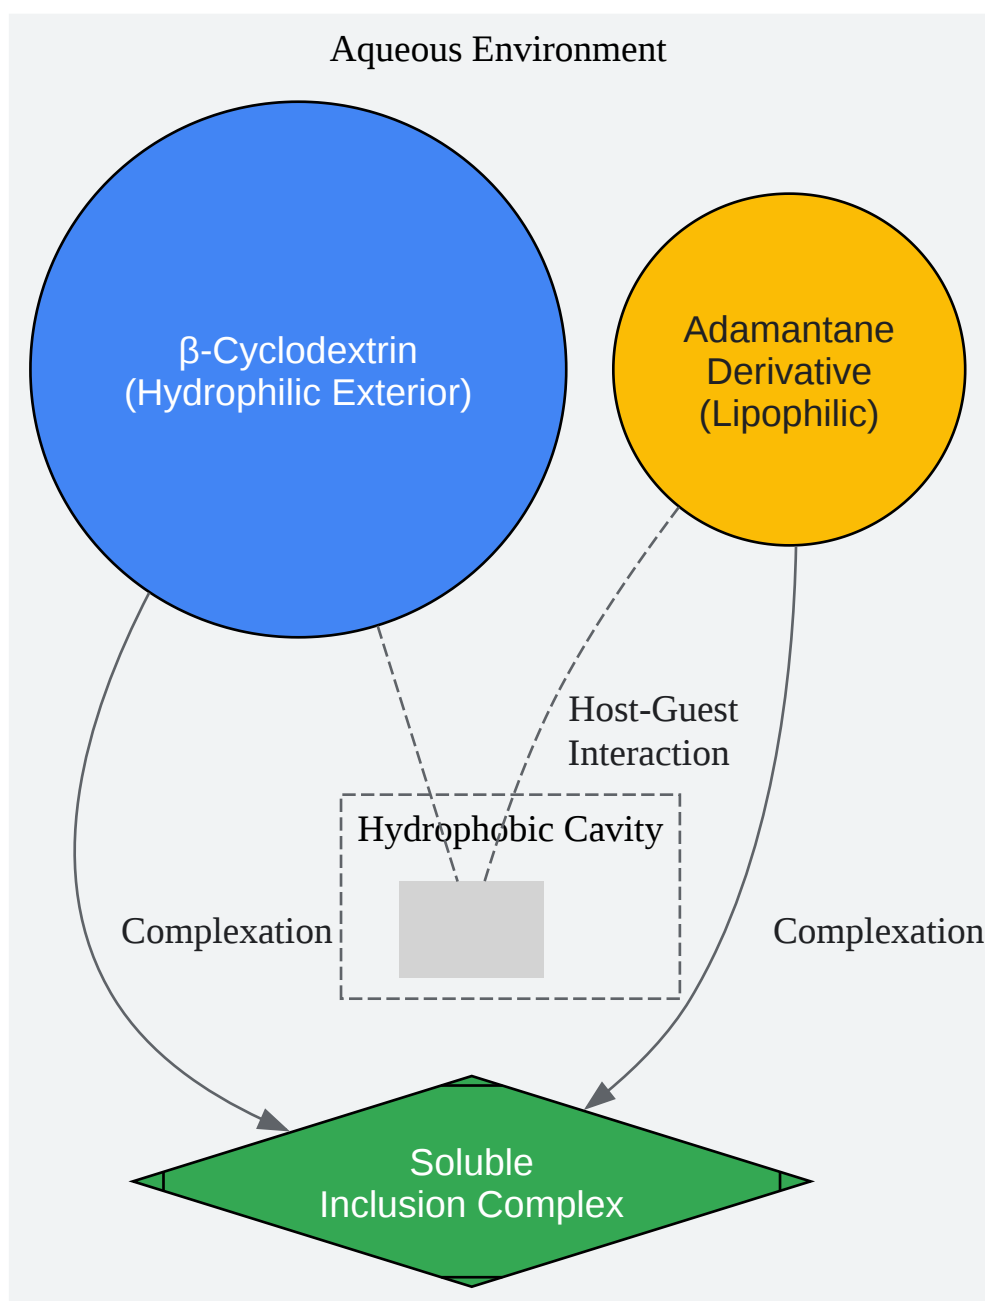 Aqueous Environment
β-Cyclodextrin
(Hydrophilic Exterior)
Adamantane
Derivative
(Lipophilic)
Host-Guest
Interaction
Hydrophobic Cavity
Complexation
Complexation
Soluble
Inclusion Complex